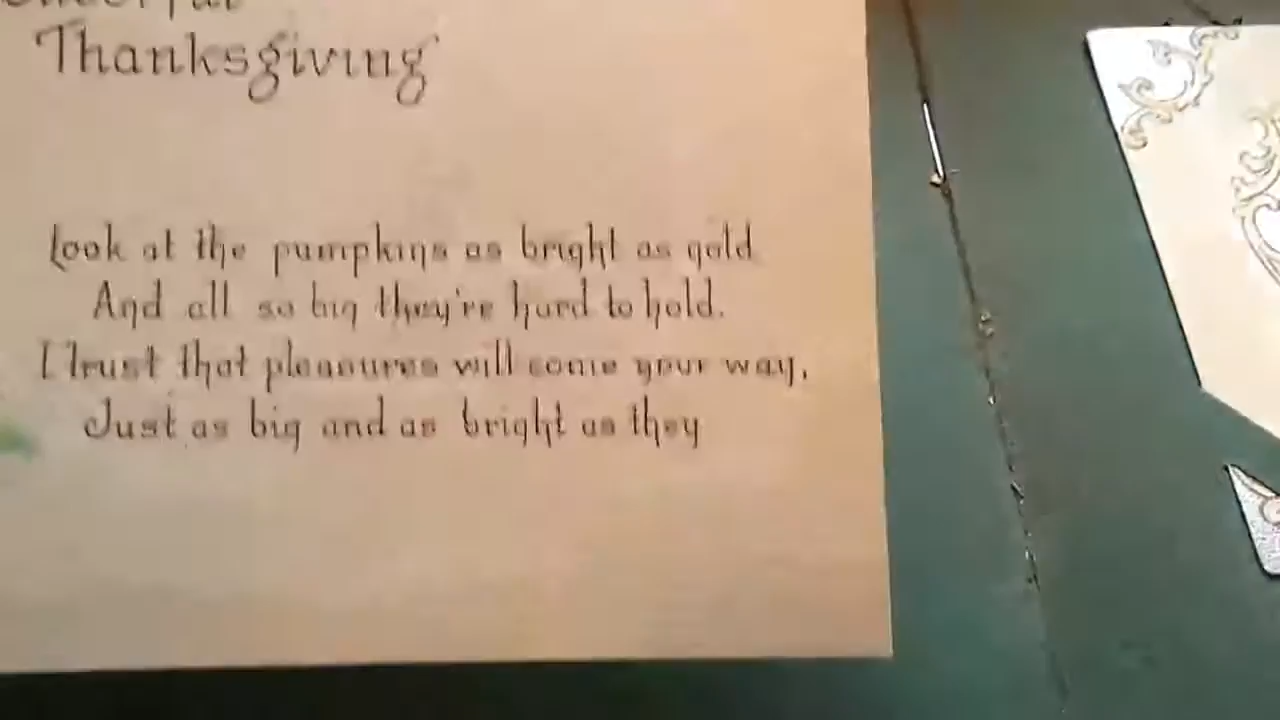 Thanksgiving
Look at the pumpkins as bright as gold
And all so big they're hard to hold.
I trust that pleasures will come your way,
Just as big and as bright as they